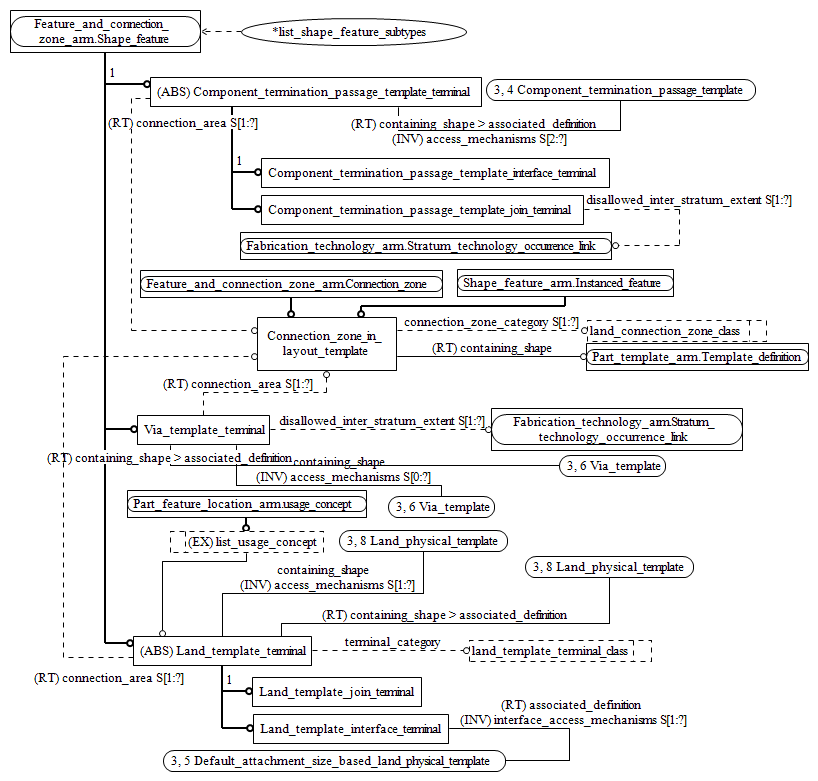 Feature_and_connection_
zone_arm.Shape_feature
*list_shape_feature_subtypes
1
(ABS) Component_termination_passage_template_terminal
3, 4 Component_termination_passage_template
(RT) connection_area S[1:?]
(RT) containing_shape > associated_definition
(INV) access_mechanisms S[2:?]
1
Component_termination_passage_template_interface_terminal
Component_termination_passage_template_join_terminal
disallowed_inter_stratum_extent S[1:?]
Fabrication_technology_arm.Stratum_technology_occurrence_link
Feature_and_connection_zone_arm.Connection_zone
Shape_feature_arm.Instanced_feature
Connection_zone_in_
layout_template
connection_zone_category S[1:?]
land_connection_zone_class
(RT) containing_shape
Part_template_arm.Template_definition
(RT) connection_area S[1:?]
Via_template_terminal
disallowed_inter_stratum_extent S[1:?]
Fabrication_technology_arm.Stratum_
technology_occurrence_link
(RT) containing_shape > associated_definition
containing_shape
3, 6 Via_template
(INV) access_mechanisms S[0:?]
3, 6 Via_template
Part_feature_location_arm.usage_concept
(EX) list_usage_concept
3, 8 Land_physical_template
3, 8 Land_physical_template
containing_shape
(INV) access_mechanisms S[1:?]
(RT) containing_shape > associated_definition
(ABS) Land_template_terminal
terminal_category
land_template_terminal_class
(RT) connection_area S[1:?]
1
Land_template_join_terminal
Land_template_interface_terminal
(RT) associated_definition
(INV) interface_access_mechanisms S[1:?]
3, 5 Default_attachment_size_based_land_physical_template